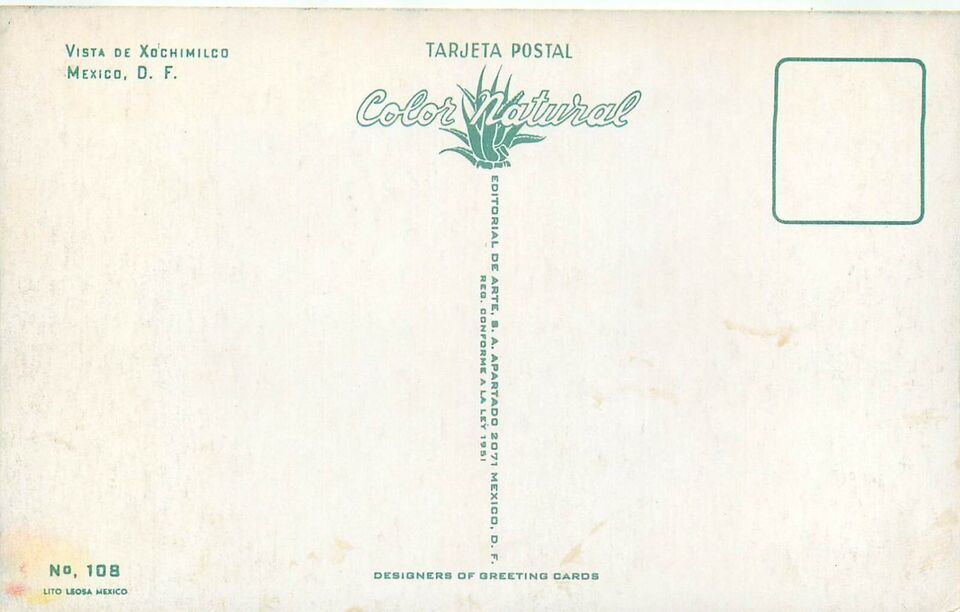 VISTA DE XOCHIMILCO
MEXICO, D. F.
TARJETA POSTAL
Color Natural
EDITORIAL DE ARTE, S. A. APARTADO 2071 MEXICO, D. F.
REG. CONFORME A LA LEY 1951
No, 108
LITO LEOSA MEXICO
DESIGNERS OF GREETING CARDS